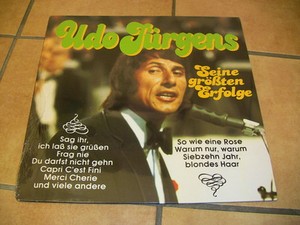 Udo Jürgens
Seine
größten
Erfolge
Sag ihr,
ich laß sie grüßen
Frag nie
Du darfst nicht gehn
Capri C'est Fini
Merci Cherie
und viele andere
So wie eine Rose
Warum nur, warum
Siebzehn Jahr,
blondes Haar